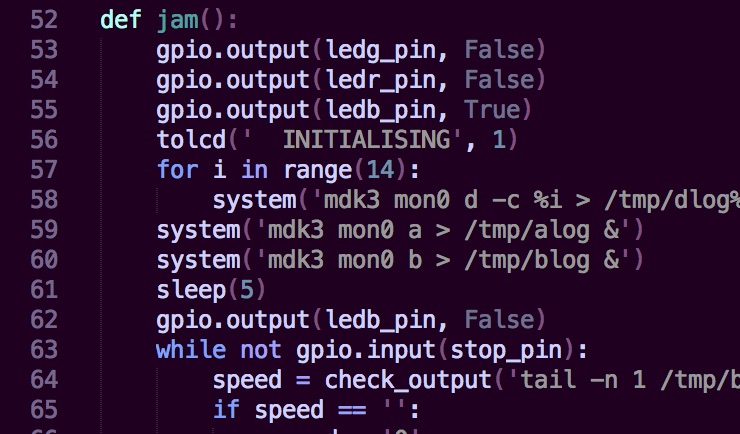 52 def jam():
53 gpio.output(ledg_pin, False)
54 gpio.output(ledr_pin, False)
55 gpio.output(ledb_pin, True)
56 tolcd('  INITIALISING', 1)
57 for i in range(14):
58 system('mdk3 mon0 d -c %i > /tmp/dlog%
59 system('mdk3 mon0 a > /tmp/alog &')
60 system('mdk3 mon0 b > /tmp/blog &')
61 sleep(5)
62 gpio.output(ledb_pin, False)
63 while not gpio.input(stop_pin):
64 speed = check_output('tail -n 1 /tmp/b
65 if speed == '':
66